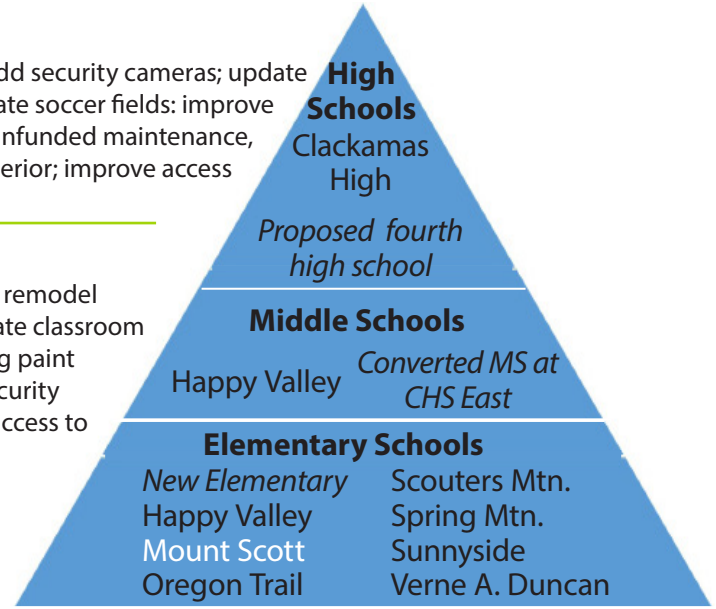 dd security cameras; update
ate soccer fields: improve
nfunded maintenance,
erior; improve access
remodel
ate classroom
g paint
curity
ccess to
High
Schools
Clackamas
High
Proposed fourth
high school
Middle Schools
Happy Valley
Converted MS at
CHS East
Elementary Schools
New Elementary
Happy Valley
Mount Scott
Oregon Trail
Scouters Mtn.
Spring Mtn.
Sunnyside
Verne A. Duncan